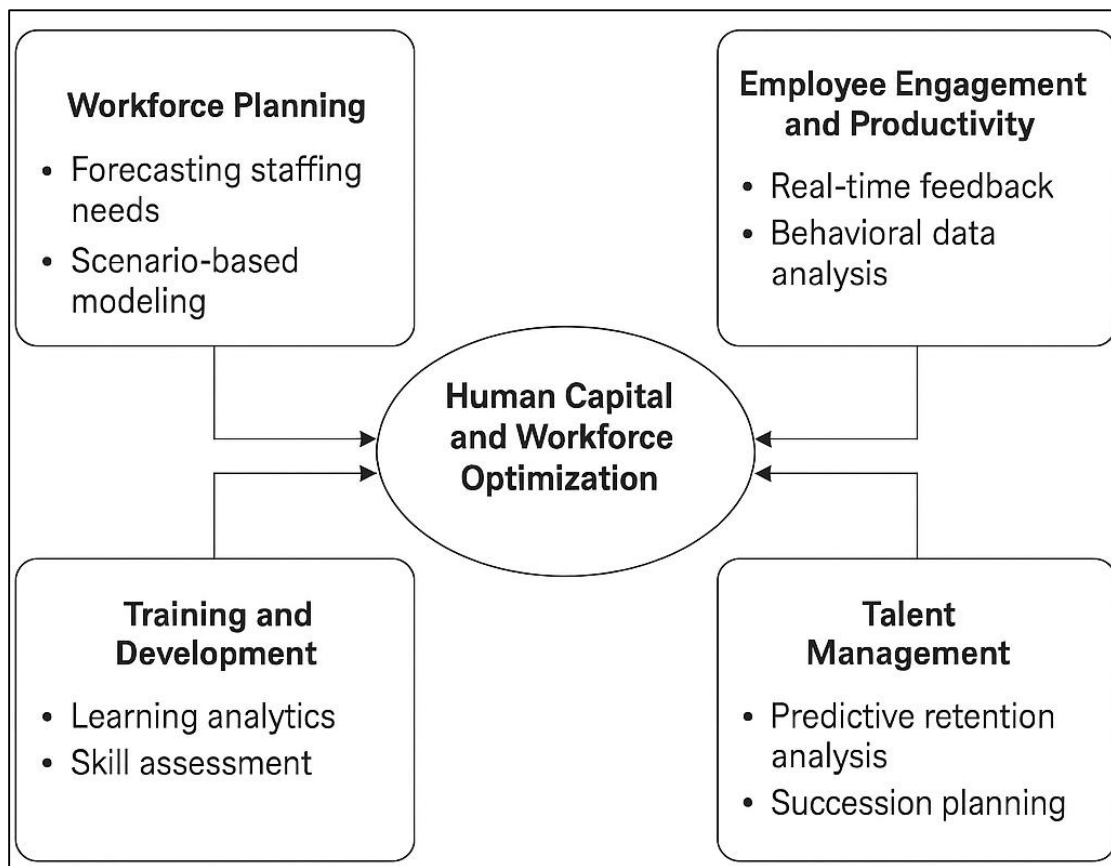 Workforce Planning
• Forecasting staffing
needs
• Scenario-based
modeling
Employee Engagement
and Productivity
• Real-time feedback
• Behavioral data
analysis
Human Capital
and Workforce
Optimization
Training and
Development
• Learning analytics
• Skill assessment
Talent
Management
• Predictive retention
analysis
• Succession planning